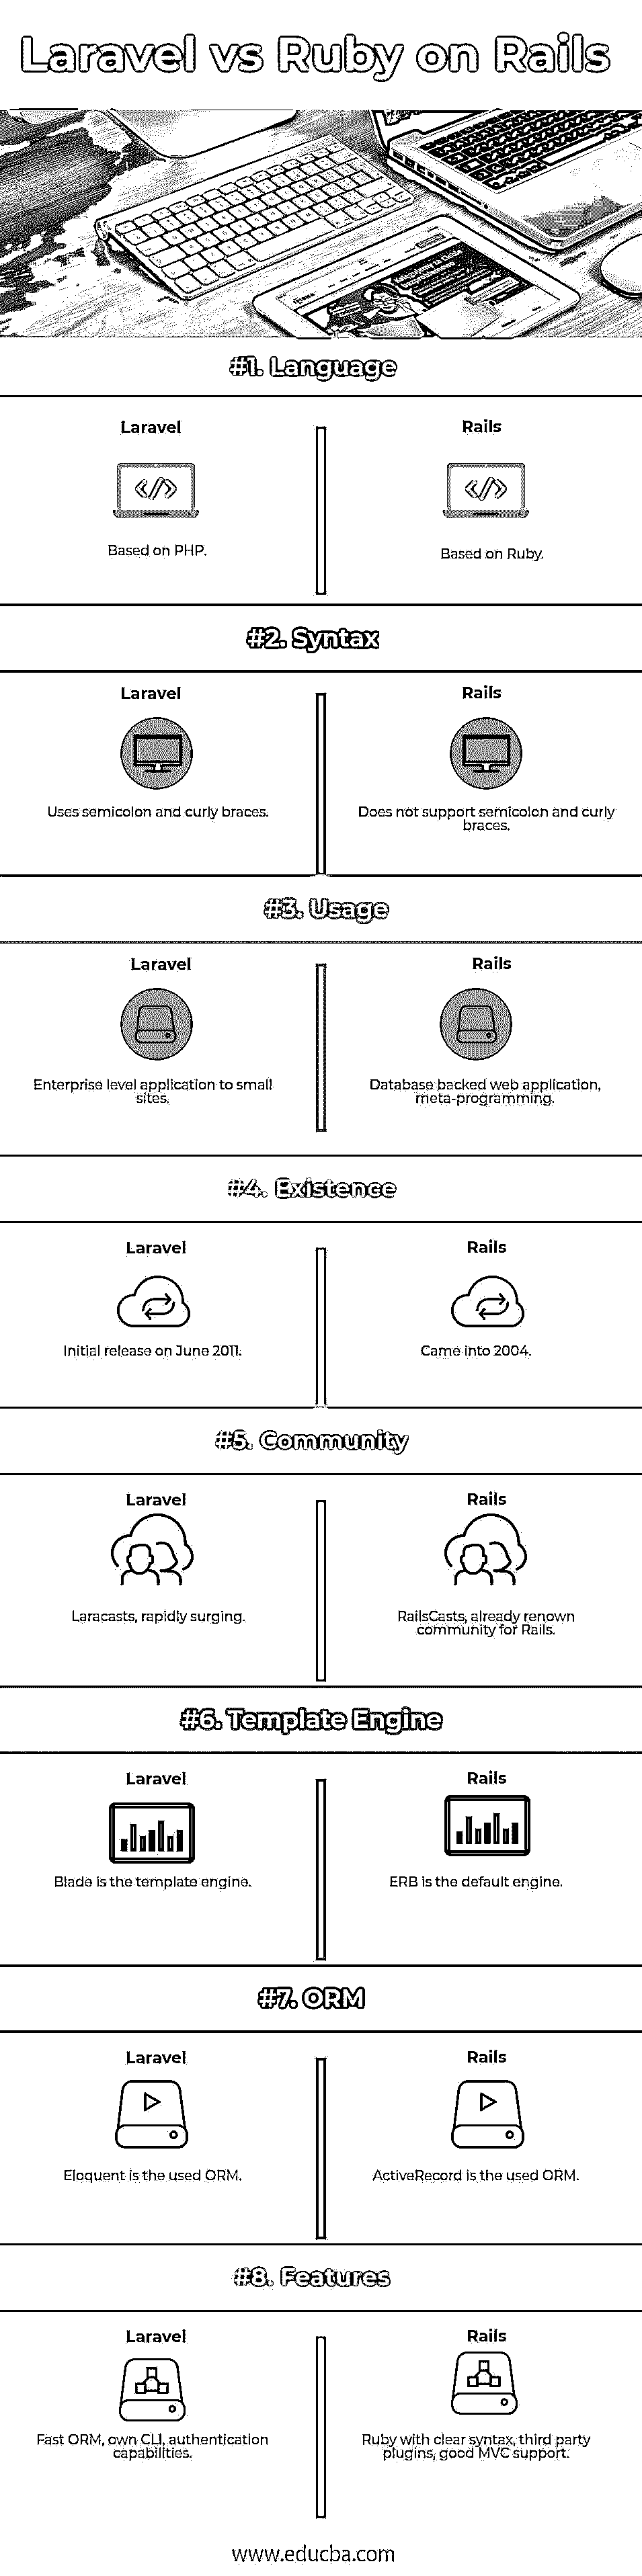 Laravel vs Ruby on Rails
#1. Language
Laravel
Rails
Based on PHP.
Based on Ruby.
#2. Syntax
Laravel
Rails
Uses semicolon and curly braces.
Does not support semicolon and curly
braces.
#3. Usage
Laravel
Rails
Enterprise level application to small
sites.
Database backed web application,
meta-programming.
#4. Existence
Laravel
Rails
Initial release on June 2011.
Came into 2004.
#5. Community
Laravel
Rails
Laracasts, rapidly surging.
RailsCasts, already renown
community for Rails.
#6. Template Engine
Laravel
Rails
Blade is the template engine.
ERB is the default engine.
#7. ORM
Laravel
Rails
Eloquent is the used ORM.
ActiveRecord is the used ORM.
#8. Features
Laravel
Rails
Fast ORM, own CLI, authentication
capabilities.
Ruby with clear syntax, third party
plugins, good MVC support.
www.educba.com